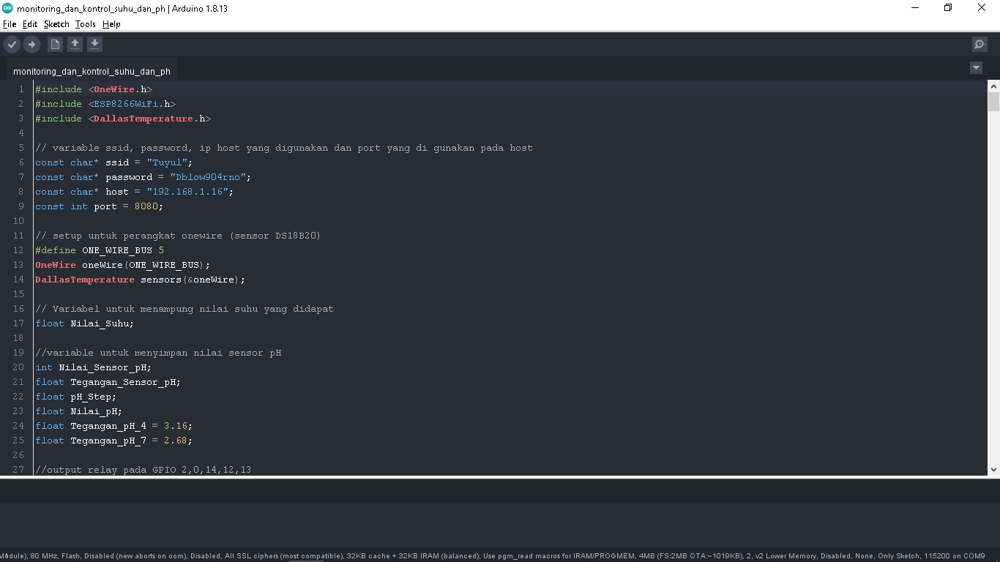 monitoring_dan_kontrol_suhu_dan_ph | Arduino 1.8.13
File Edit Sketch Tools Help
monitoring_dan_kontrol_suhu_dan_ph
1 #include <OneWire.h>
2 #include <ESP8266WiFi.h>
3 #include <DallasTemperature.h>
4
5 // variable ssid, password, ip host yang digunakan dan port yang di gunakan pada host
6 const char* ssid = "Tuyul";
7 const char* password = "Dblow904rno";
8 const char* host = "192.168.1.16";
9 const int port = 8080;
10
11 // setup untuk perangkat onewire (sensor DS18B20)
12 #define ONE_WIRE_BUS 5
13 OneWire oneWire(ONE_WIRE_BUS);
14 DallasTemperature sensors(&oneWire);
15
16 // Variabel untuk menampung nilai suhu yang didapat
17 float Nilai_Suhu;
18
19 //variable untuk menyimpan nilai sensor pH
20 int Nilai_Sensor_pH;
21 float Tegangan_Sensor_pH;
22 float pH_Step;
23 float Nilai_pH;
24 float Tegangan_pH_4 = 3.16;
25 float Tegangan_pH_7 = 2.68;
26
27 //output relay pada GPIO 2,0,14,12,13
Module), 80 MHz, Flash, Disabled (new aborts on oom), Disabled, All SSL ciphers (most compatible), 32KB cache + 32KB IRAM (balanced), Use pgm_read macros for IRAM/PROGMEM, 4MB (FS:2MB OTA:~1019KB), 2, v2 Lower Memory, Disabled, None, Only Sketch, 115200 on COM9